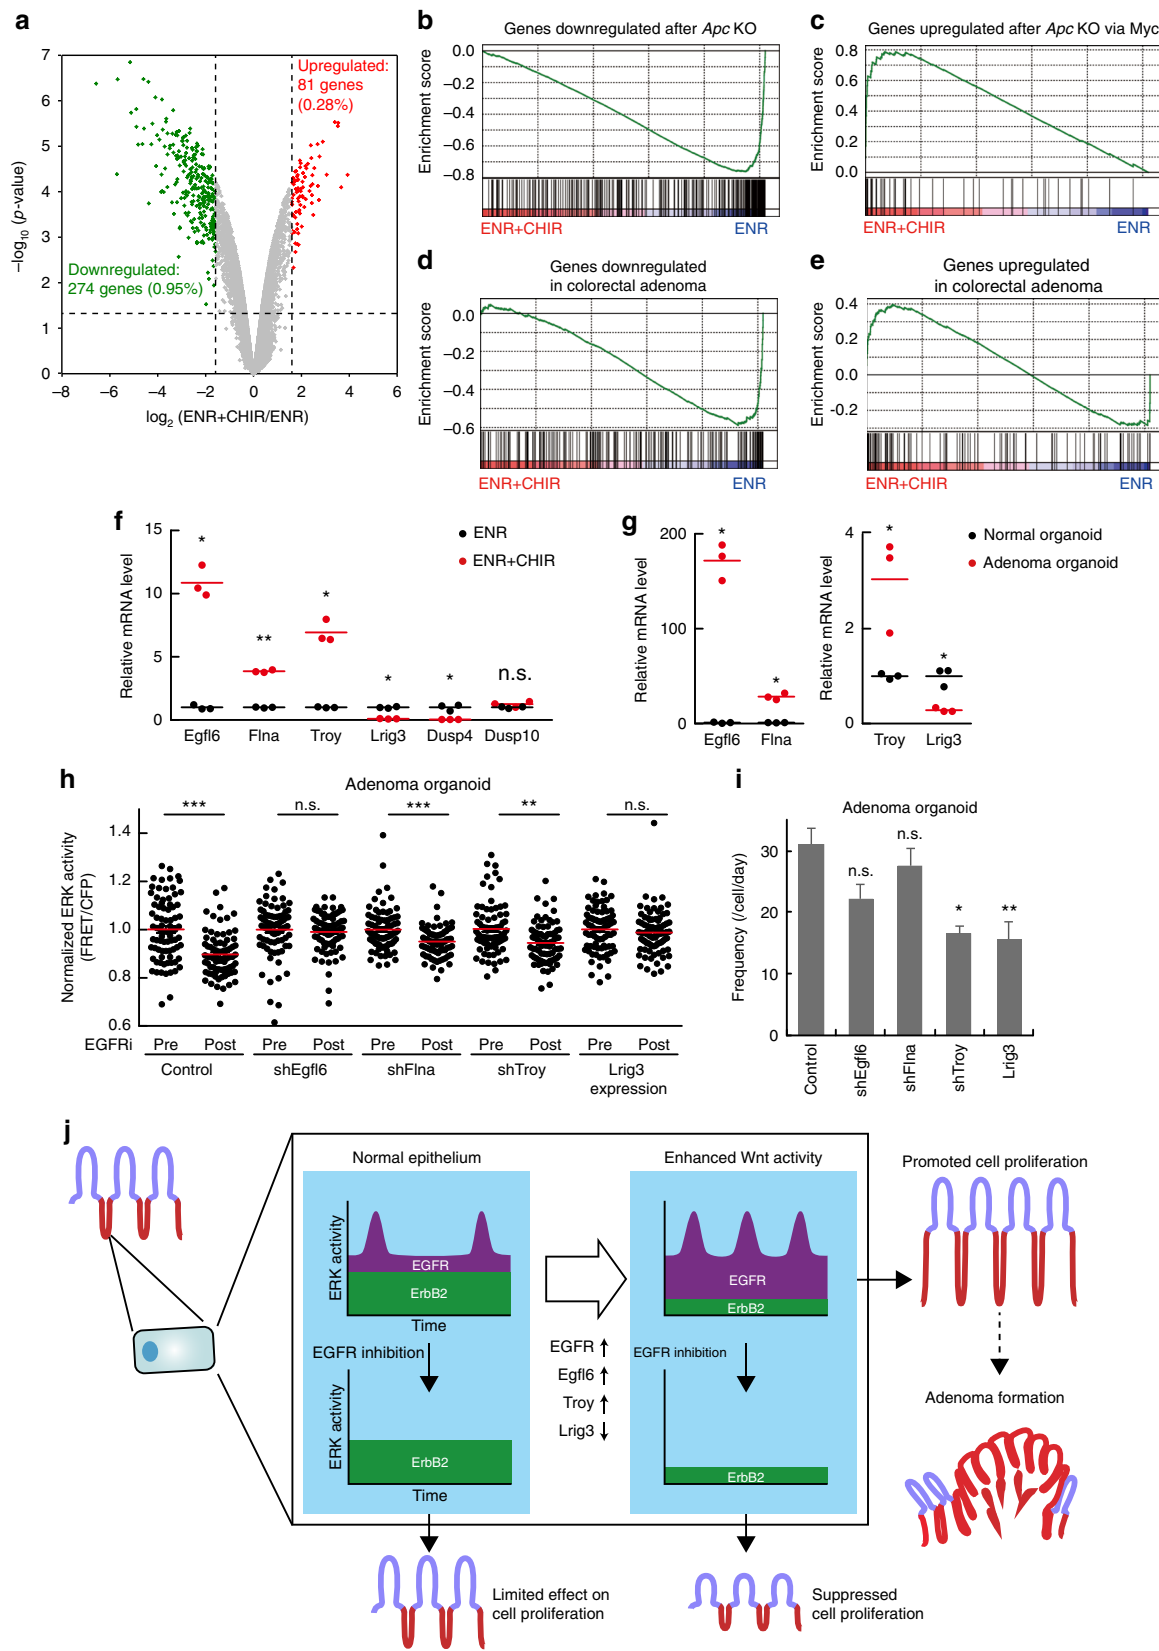 a
7
6
5
4
3
2
1
0
−log10 (p-value)
Upregulated:
81 genes
(0.28%)
Downregulated:
274 genes (0.95%)
−8 −6 −4 −2 0 2 4 6
log2 (ENR+CHIR/ENR)
b
Genes downregulated after Apc KO
Enrichment score
0.0
−0.2
−0.4
−0.6
−0.8
ENR+CHIR ENR
c
Genes upregulated after Apc KO via Myc
Enrichment score
0.8
0.6
0.4
0.2
0.0
ENR+CHIR ENR
d
Genes downregulated
in colorectal adenoma
Enrichment score
0.0
−0.2
−0.4
−0.6
ENR+CHIR ENR
e
Genes upregulated
in colorectal adenoma
Enrichment score
0.4
0.2
0.0
-0.2
ENR+CHIR ENR
f
Relative mRNA level
15
10
5
0
* ** * * * n.s.
ENR
ENR+CHIR
Egfl6 Flna Troy Lrig3 Dusp4 Dusp10
g
Relative mRNA level
200
100
0
* *
Egfl6 Flna
Relative mRNA level
4
2
0
* *
Troy Lrig3
Normal organoid
Adenoma organoid
h
Adenoma organoid
*** n.s. *** ** n.s.
Normalized ERK activity
(FRET/CFP)
1.4
1.2
1.0
0.8
0.6
EGFRi Pre Post Pre Post Pre Post Pre Post Pre Post
Control shEgfl6 shFlna shTroy Lrig3
expression
i
Adenoma organoid
Frequency (/cell/day)
30
20
10
0
n.s. n.s. * **
Control shEgfl6 shFlna shTroy Lrig3
j
Normal epithelium
ERK activity
EGFR
ErbB2
Time
EGFR inhibition
ERK activity
ErbB2
Time
Limited effect on
cell proliferation
EGFR ↑
Egfl6 ↑
Troy ↑
Lrig3 ↓
Enhanced Wnt activity
EGFR
ErbB2
EGFR inhibition
ErbB2
Suppressed
cell proliferation
Promoted cell proliferation
Adenoma formation